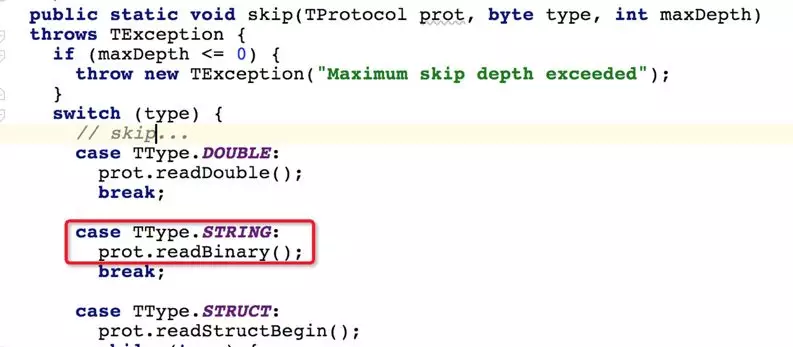 public static void skip(TProtocol prot, byte type, int maxDepth)
throws TException {
if (maxDepth <= 0) {
throw new TException("Maximum skip depth exceeded");
}
switch (type) {
// skip...
case TType.DOUBLE:
prot.readDouble();
break;
case TType.STRING:
prot.readBinary();
break;
case TType.STRUCT:
prot.readStructBegin();